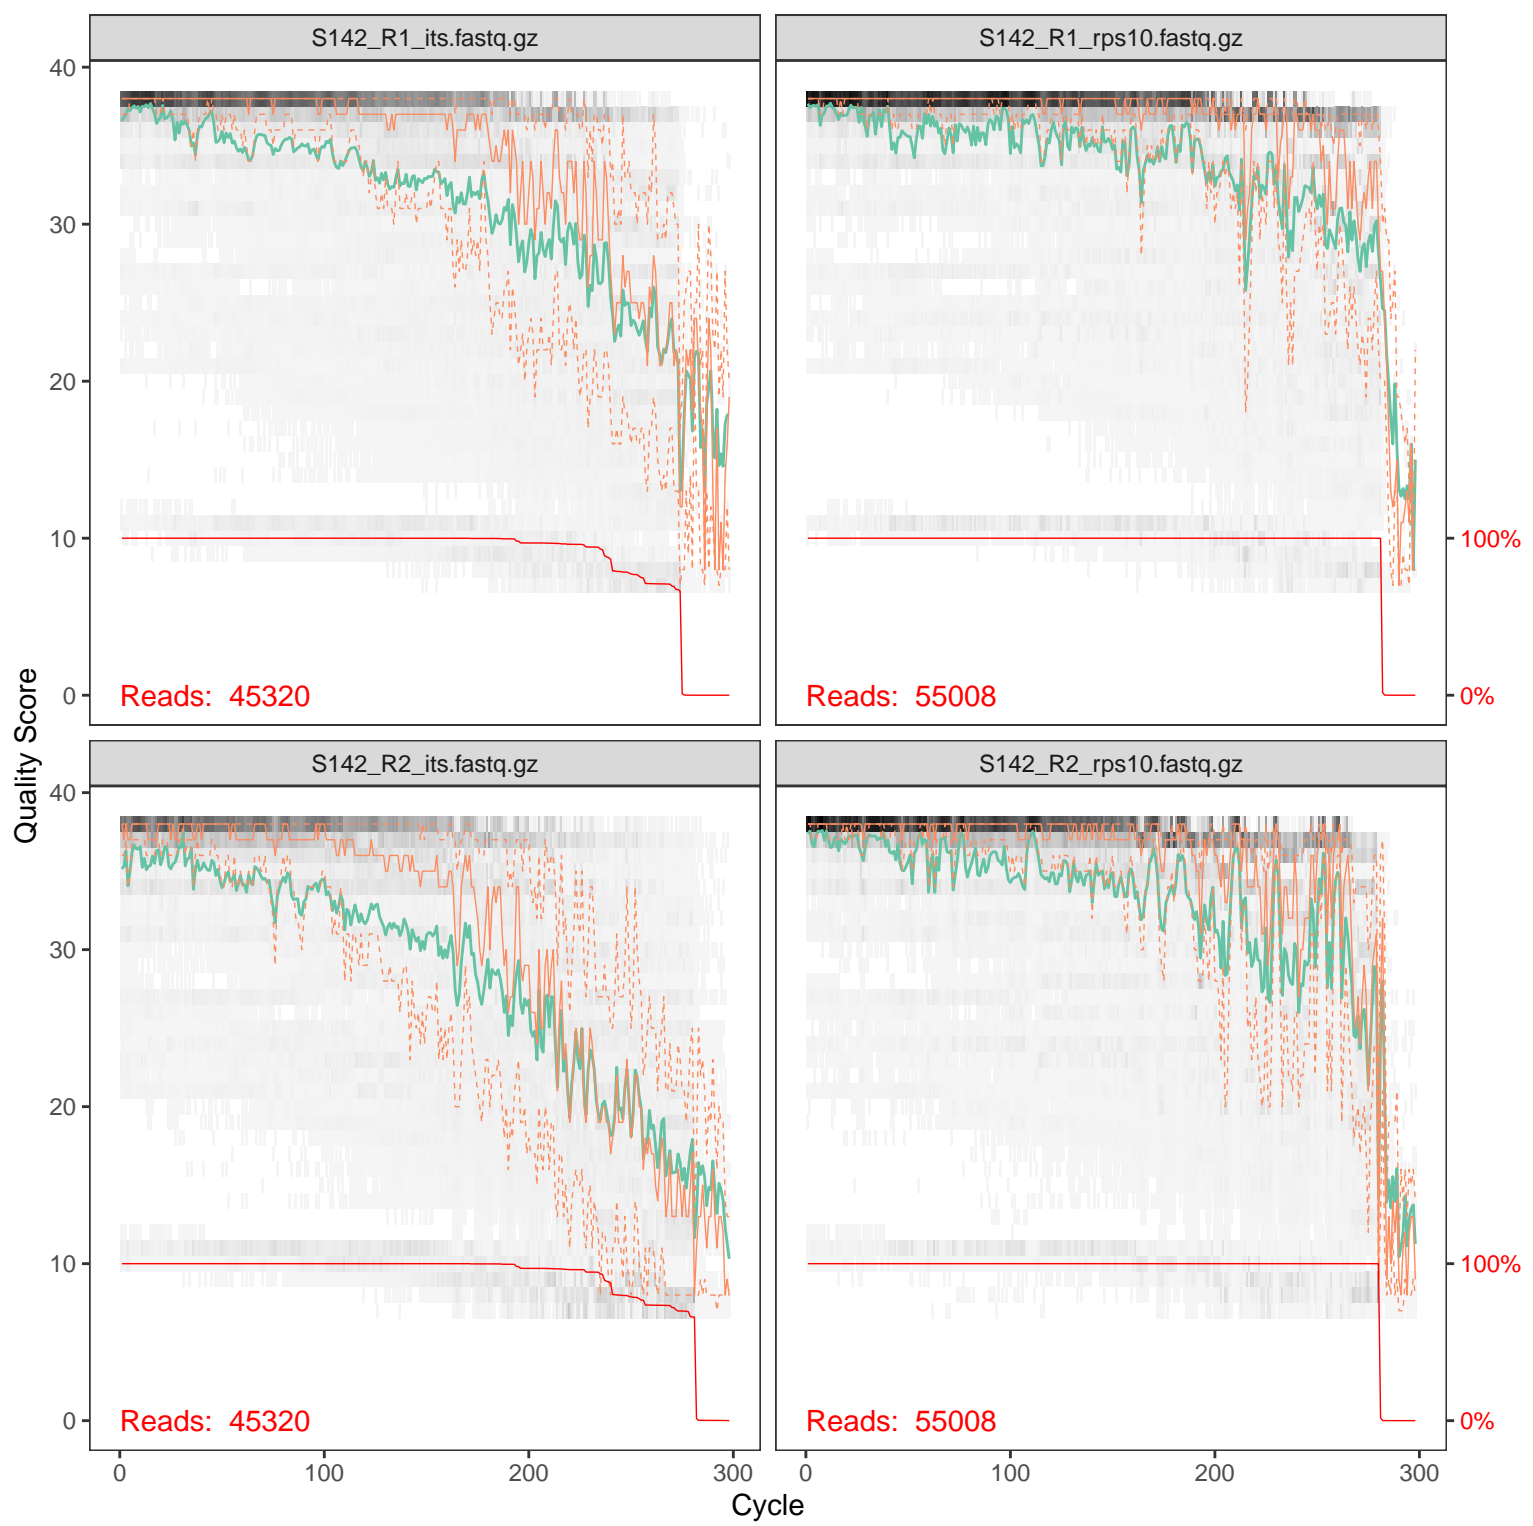 S142_R1_its.fastq.gz
S142_R1_rps10.fastq.gz
40
30
20
10
0
Reads: 45320
Reads: 55008
100%
0%
Quality Score
S142_R2_its.fastq.gz
S142_R2_rps10.fastq.gz
40
30
20
10
0
Reads: 45320
Reads: 55008
100%
0%
0 100 200 300
0 100 200 300
Cycle